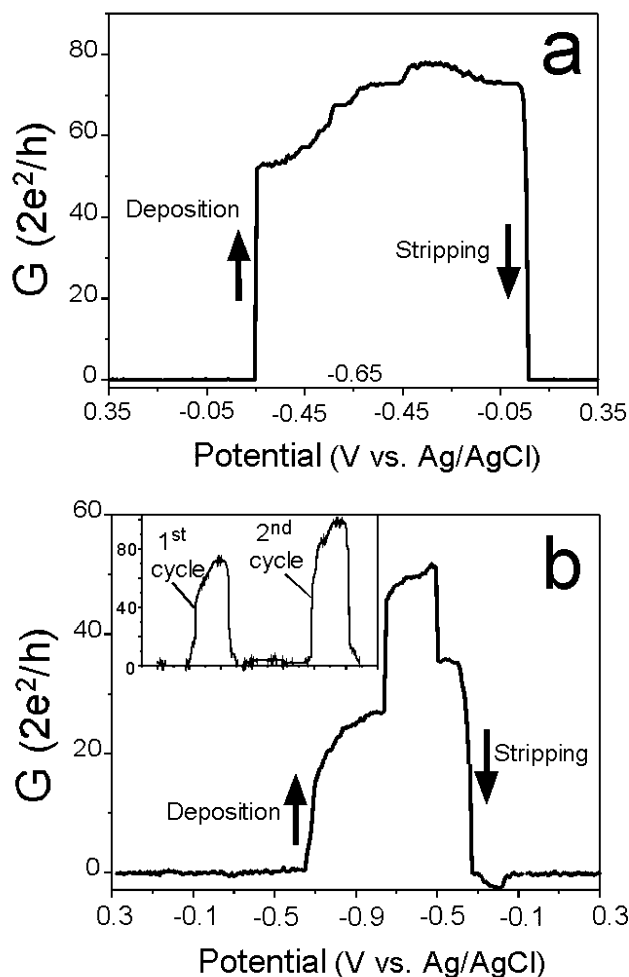 a
80
60
40
20
0
G (2e²/h)
Deposition
Stripping
-0.65
0.35 -0.05 -0.45 -0.45 -0.05 0.35
Potential (V vs. Ag/AgCl)
b
60
40
20
0
G (2e²/h)
80
40
0
1st cycle
2nd cycle
Deposition
Stripping
0.3 -0.1 -0.5 -0.9 -0.5 -0.1 0.3
Potential (V vs. Ag/AgCl)